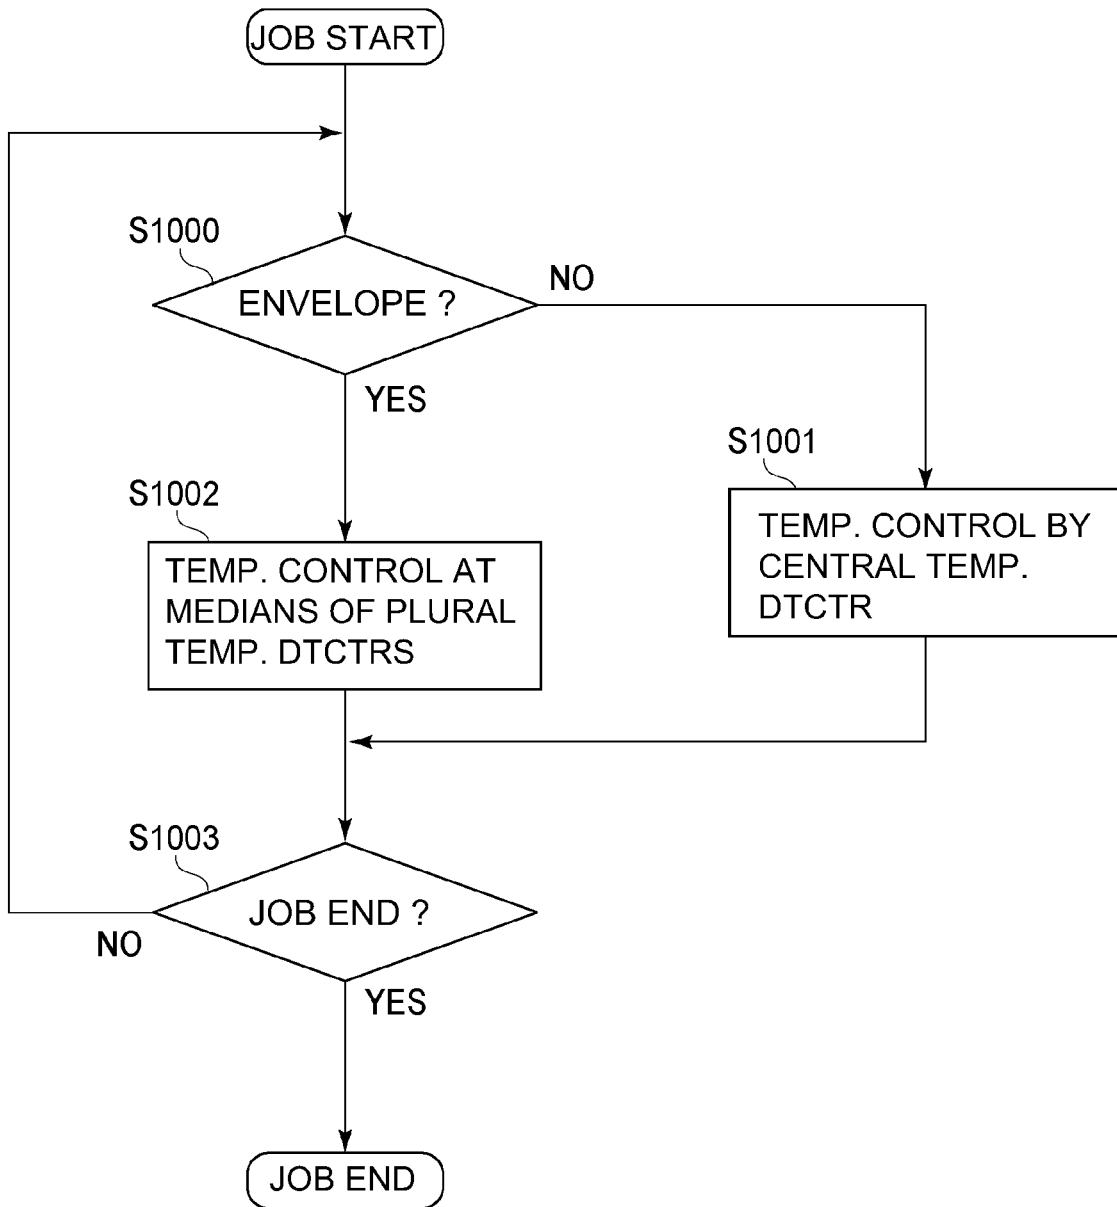 JOB START
S1000
ENVELOPE ?
NO
YES
S1001
TEMP. CONTROL BY
CENTRAL TEMP.
DTCTR
S1002
TEMP. CONTROL AT
MEDIANS OF PLURAL
TEMP. DTCTRS
S1003
JOB END ?
NO
YES
JOB END